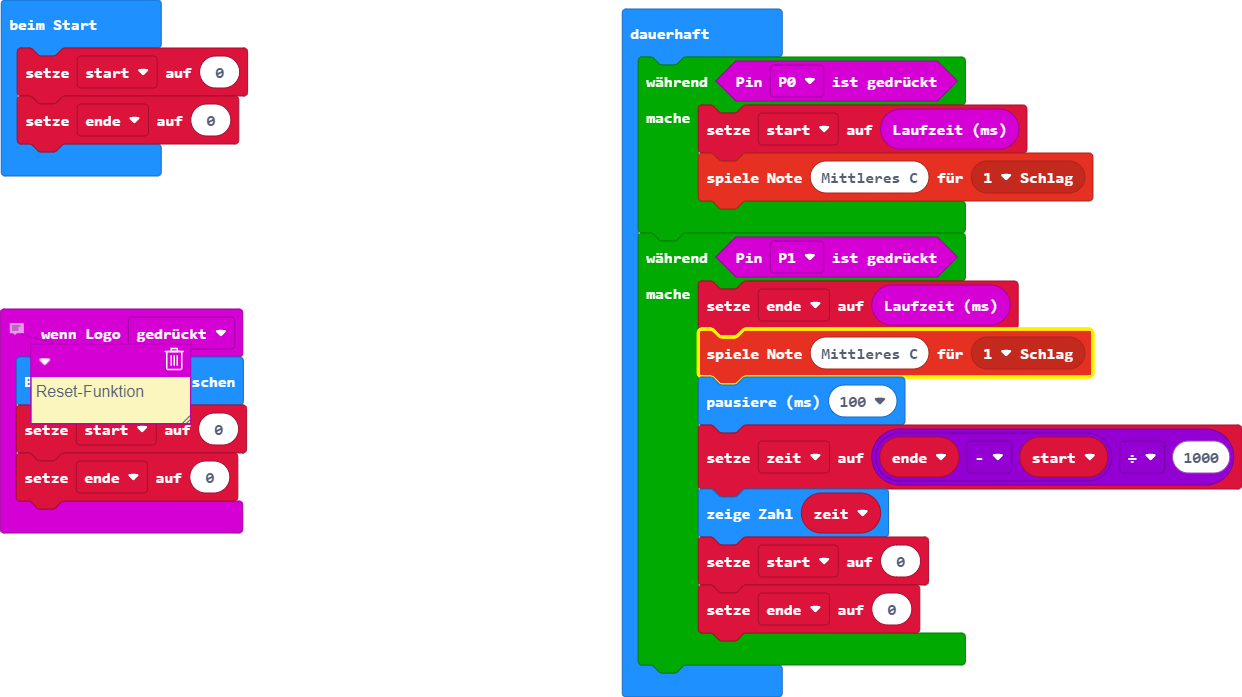 beim Start
setze start auf 0
setze ende auf 0
wenn Logo gedrückt
schen
Reset-Funktion
setze start auf 0
setze ende auf 0
dauerhaft
während Pin P0 ist gedrückt
mache
setze start auf Laufzeit (ms)
spiele Note Mittleres C für 1 Schlag
während Pin P1 ist gedrückt
mache
setze ende auf Laufzeit (ms)
spiele Note Mittleres C für 1 Schlag
pausiere (ms) 100
setze zeit auf ende - start ÷ 1000
zeige Zahl zeit
setze start auf 0
setze ende auf 0